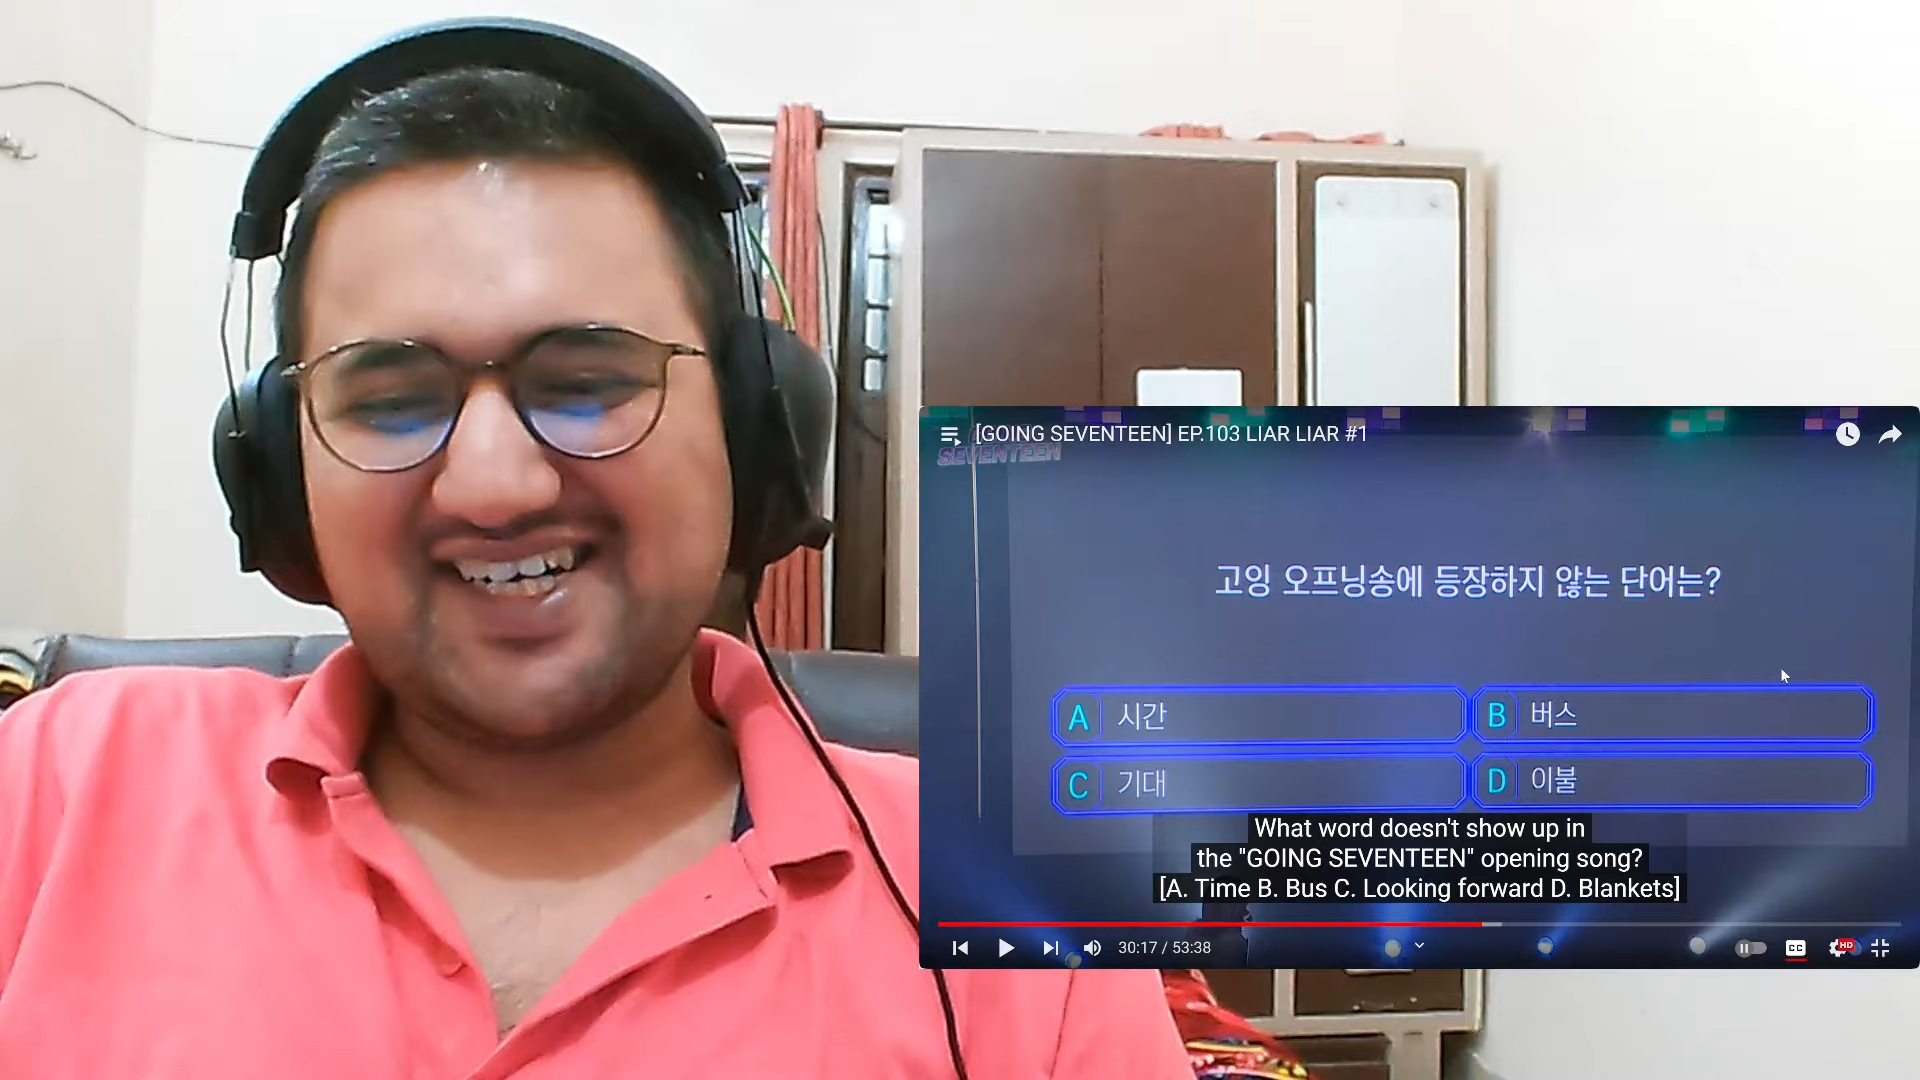 [GOING SEVENTEEN] EP.103 LIAR LIAR #1
SEVENTEEN
고잉 오프닝송에 등장하지 않는 단어는?
A 시간
B 버스
C 기대
D 이불
What word doesn't show up in
the "GOING SEVENTEEN" opening song?
[A. Time B. Bus C. Looking forward D. Blankets]
30:17 / 53:38
CC
HD